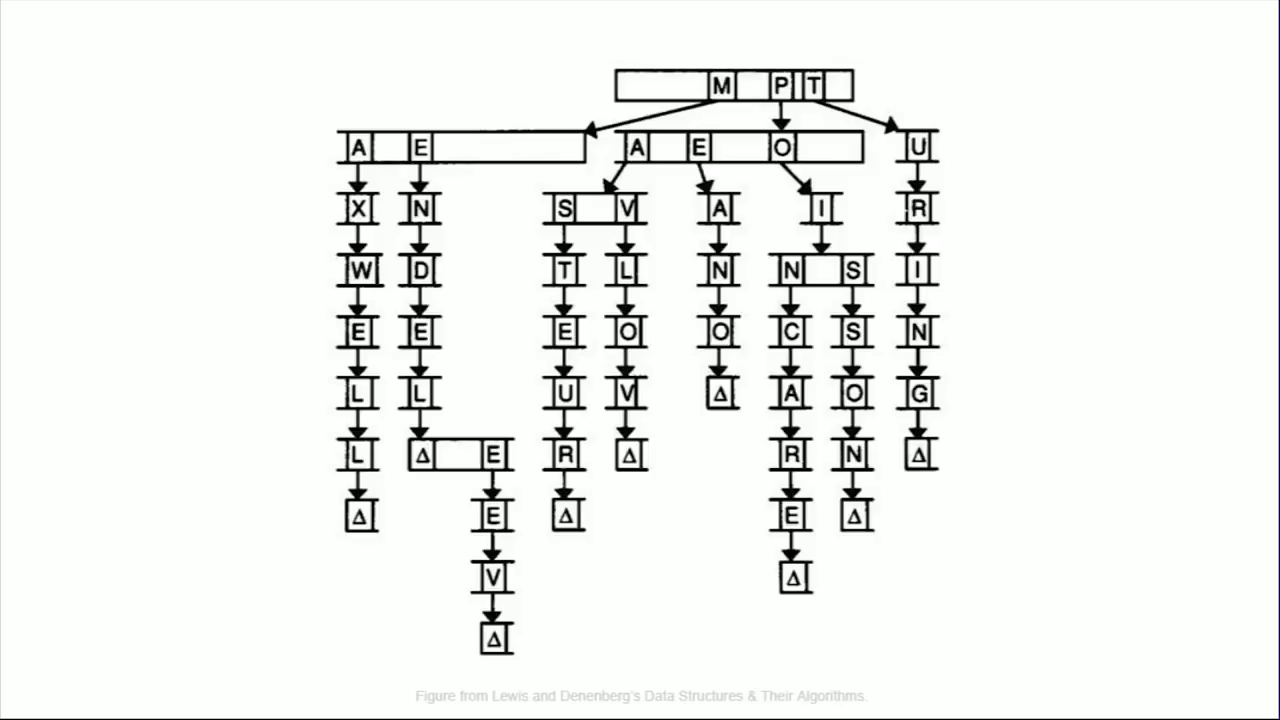 M P T
A E A E O U
X N S V A I R
W D T L N N S I
E E E O O C S N
L L U V Δ A O G
L Δ E R Δ R N Δ
Δ E Δ E Δ
V Δ
Δ
Figure from Lewis and Denenberg's Data Structures & Their Algorithms.